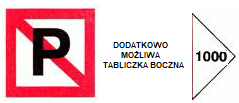 P
DODATKOWO
MOŻLIWA
TABLICZKA BOCZNA
1000